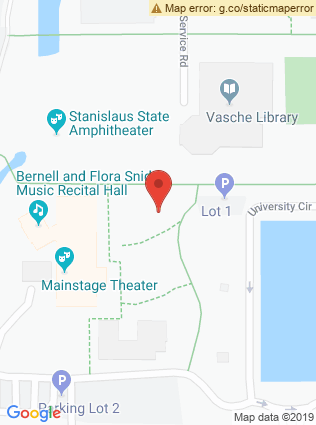 Map error: g.co/staticmaperror
Service Rd
Vasche Library
Stanislaus State
Amphitheater
Bernell and Flora Snid
Music Recital Hall
Lot 1
University Cir
Mainstage Theater
Parking Lot 2
Google
Map data ©2019